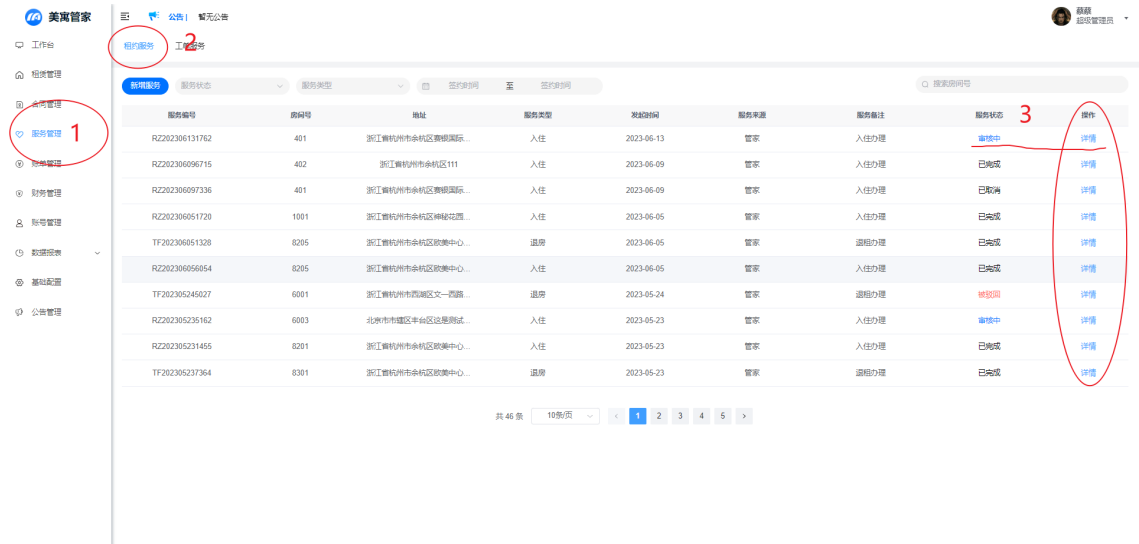 美寓管家
公告 | 暂无公告
蔡蔡
超级管理员
工作台
租赁管理
合同管理
服务管理
账单管理
财务管理
账号管理
数据报表
基础配置
公告管理
1
租约服务 工单服务
2
新增服务 服务状态 服务类型 签约时间 至 签约时间 搜索房间号
3
服务编号 房间号 地址 服务类型 发起时间 服务来源 服务备注 服务状态 操作
RZ202306131762 401 浙江省杭州市余杭区赛银国际... 入住 2023-06-13 管家 入住办理 审核中 详情
RZ202306096715 402 浙江省杭州市余杭区111 入住 2023-06-09 管家 入住办理 已完成 详情
RZ202306097336 401 浙江省杭州市余杭区赛银国际... 入住 2023-06-09 管家 入住办理 已取消 详情
RZ202306051720 1001 浙江省杭州市余杭区神秘花园... 入住 2023-06-05 管家 入住办理 已完成 详情
TF202306051328 8205 浙江省杭州市余杭区欧美中心... 退房 2023-06-05 管家 退租办理 已完成 详情
RZ202306056054 8205 浙江省杭州市余杭区欧美中心... 入住 2023-06-05 管家 入住办理 已完成 详情
TF202305245027 6001 浙江省杭州市西湖区文一西路... 退房 2023-05-24 管家 退租办理 被驳回 详情
RZ202305235162 6003 北京市市辖区丰台区这是测试... 入住 2023-05-23 管家 入住办理 审核中 详情
RZ202305231455 8201 浙江省杭州市余杭区欧美中心... 入住 2023-05-23 管家 入住办理 已完成 详情
TF202305237364 8301 浙江省杭州市余杭区欧美中心... 退房 2023-05-23 管家 退租办理 已完成 详情
共 46 条 10条/页 < 1 2 3 4 5 >